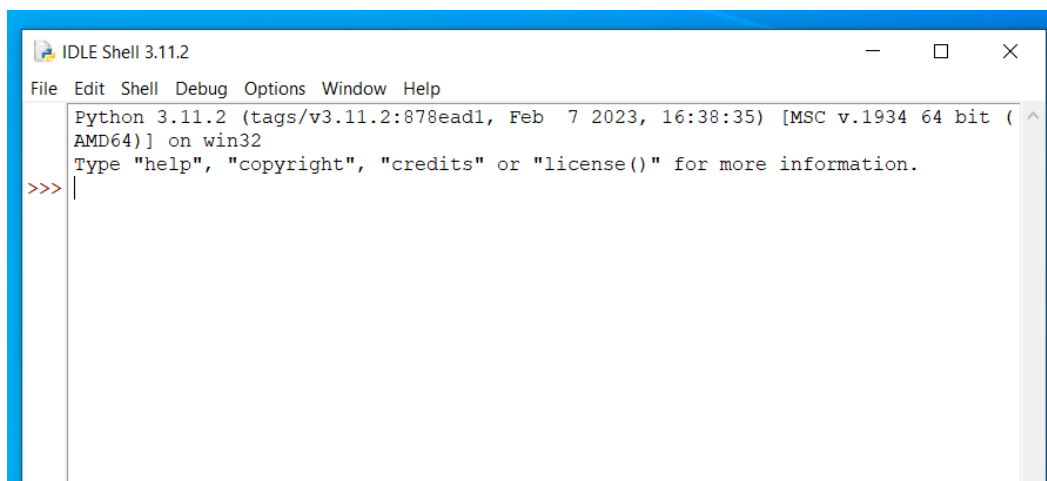 IDLE Shell 3.11.2
File Edit Shell Debug Options Window Help
Python 3.11.2 (tags/v3.11.2:878ead1, Feb  7 2023, 16:38:35) [MSC v.1934 64 bit (
AMD64)] on win32
Type "help", "copyright", "credits" or "license()" for more information.
>>>